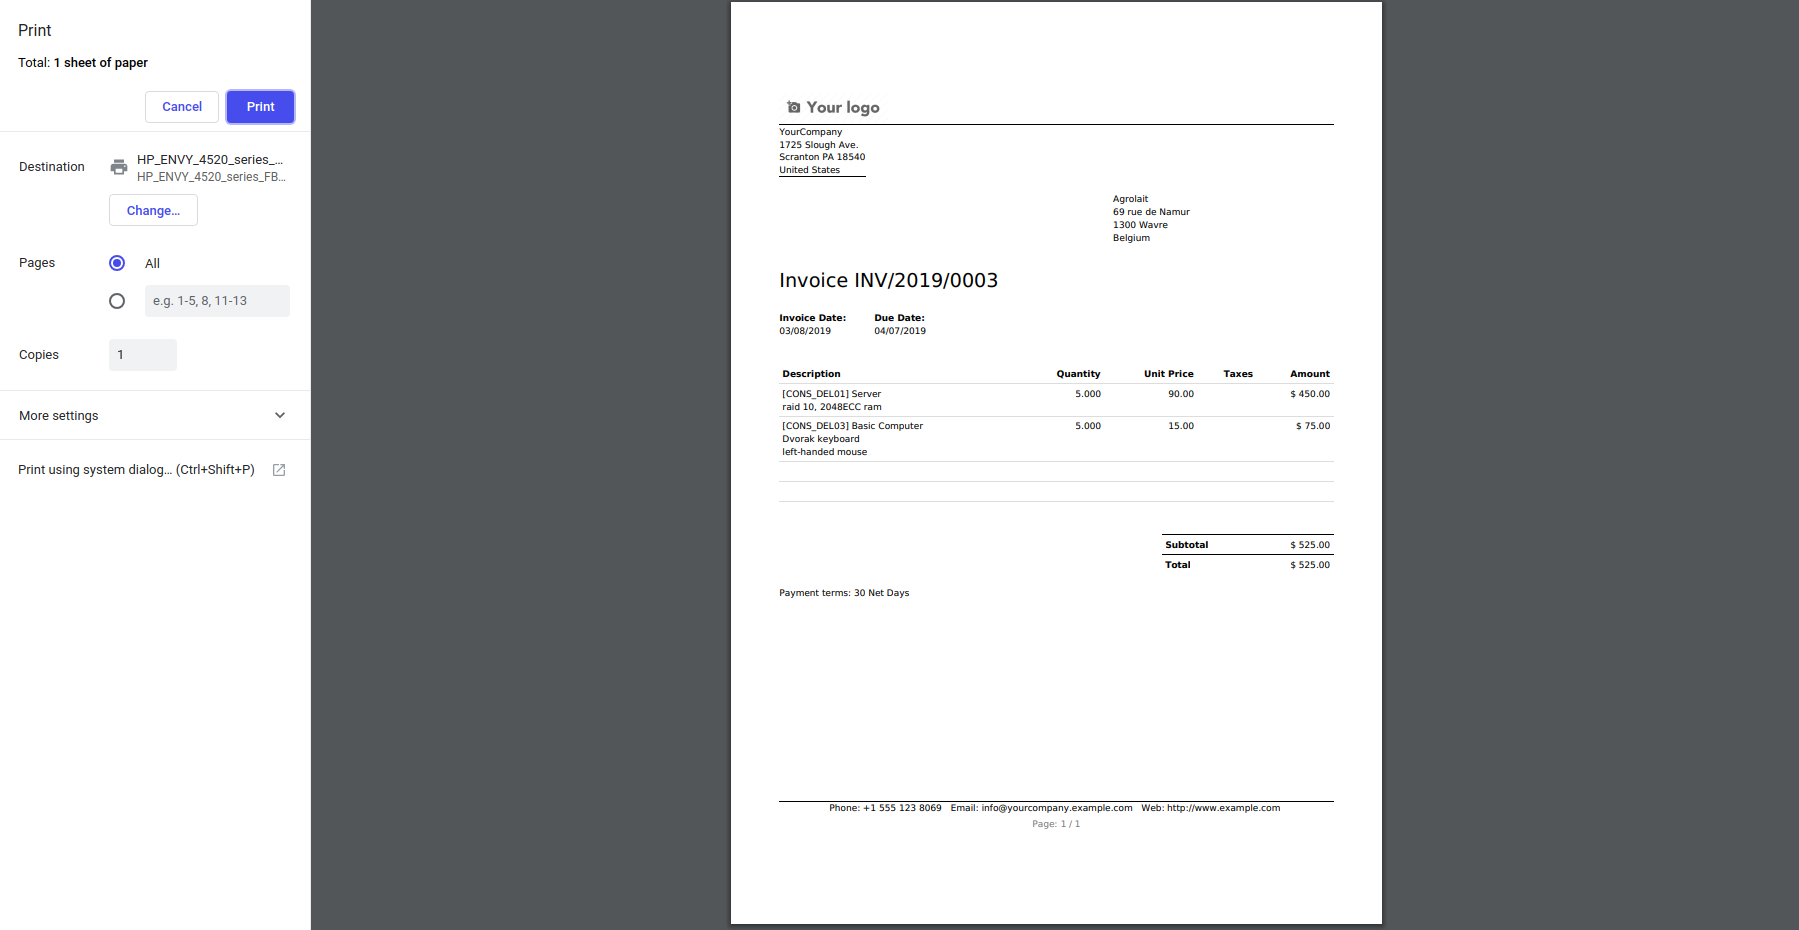 Print
Total: 1 sheet of paper
Cancel Print
Destination HP_ENVY_4520_series_...
HP_ENVY_4520_series_FB...
Change...
Pages All
e.g. 1-5, 8, 11-13
Copies 1
More settings
Print using system dialog... (Ctrl+Shift+P)
Your logo
YourCompany
1725 Slough Ave.
Scranton PA 18540
United States
Agrolait
69 rue de Namur
1300 Wavre
Belgium
Invoice INV/2019/0003
Invoice Date: Due Date:
03/08/2019 04/07/2019
Description Quantity Unit Price Taxes Amount
[CONS_DEL01] Server 5.000 90.00 $ 450.00
raid 10, 2048ECC ram
[CONS_DEL03] Basic Computer 5.000 15.00 $ 75.00
Dvorak keyboard
left-handed mouse
Subtotal $ 525.00
Total $ 525.00
Payment terms: 30 Net Days
Phone: +1 555 123 8069 Email: info@yourcompany.example.com Web: http://www.example.com
Page: 1 / 1